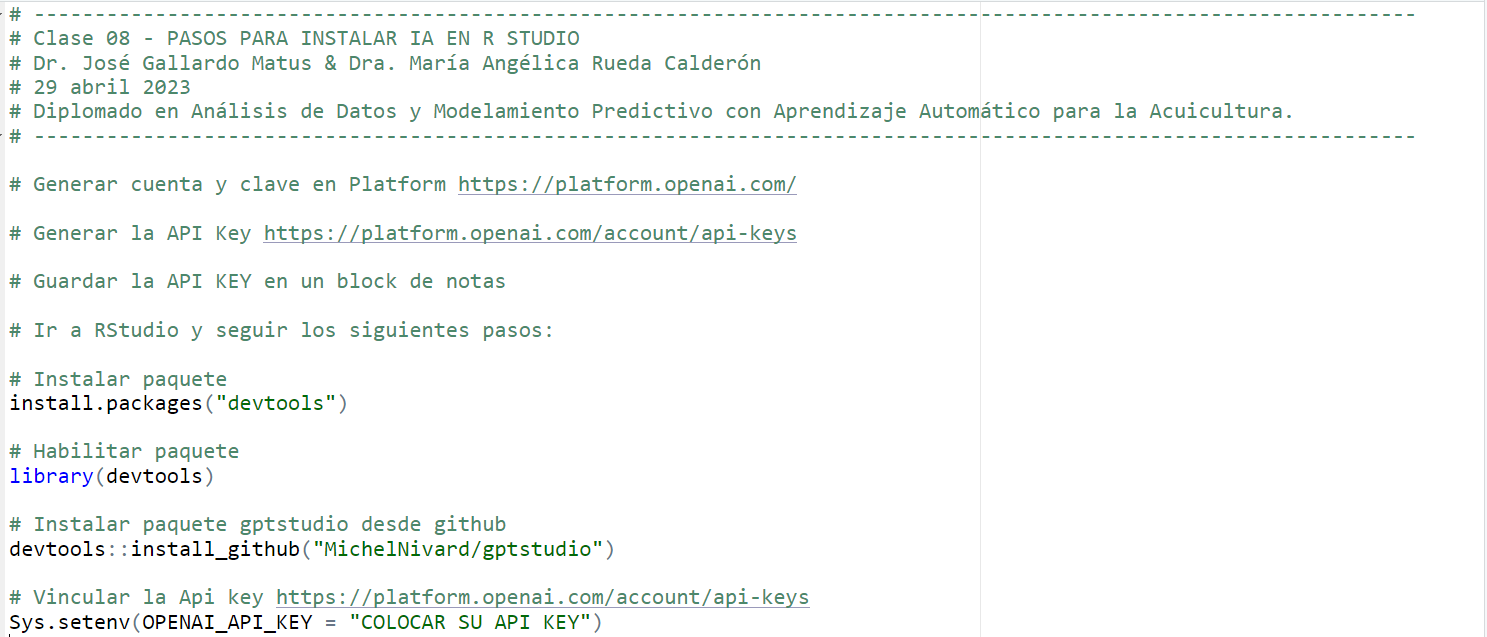 # ------------------------------------------------------------------------------------------------------------------
# Clase 08 - PASOS PARA INSTALAR IA EN R STUDIO
# Dr. José Gallardo Matus & Dra. María Angélica Rueda Calderón
# 29 abril 2023
# Diplomado en Análisis de Datos y Modelamiento Predictivo con Aprendizaje Automático para la Acuicultura.
# ------------------------------------------------------------------------------------------------------------------
# Generar cuenta y clave en Platform https://platform.openai.com/
# Generar la API Key https://platform.openai.com/account/api-keys
# Guardar la API KEY en un block de notas
# Ir a RStudio y seguir los siguientes pasos:
# Instalar paquete
install.packages("devtools")
# Habilitar paquete
library(devtools)
# Instalar paquete gptstudio desde github
devtools::install_github("MichelNivard/gptstudio")
# Vincular la Api key https://platform.openai.com/account/api-keys
Sys.setenv(OPENAI_API_KEY = "COLOCAR SU API KEY")